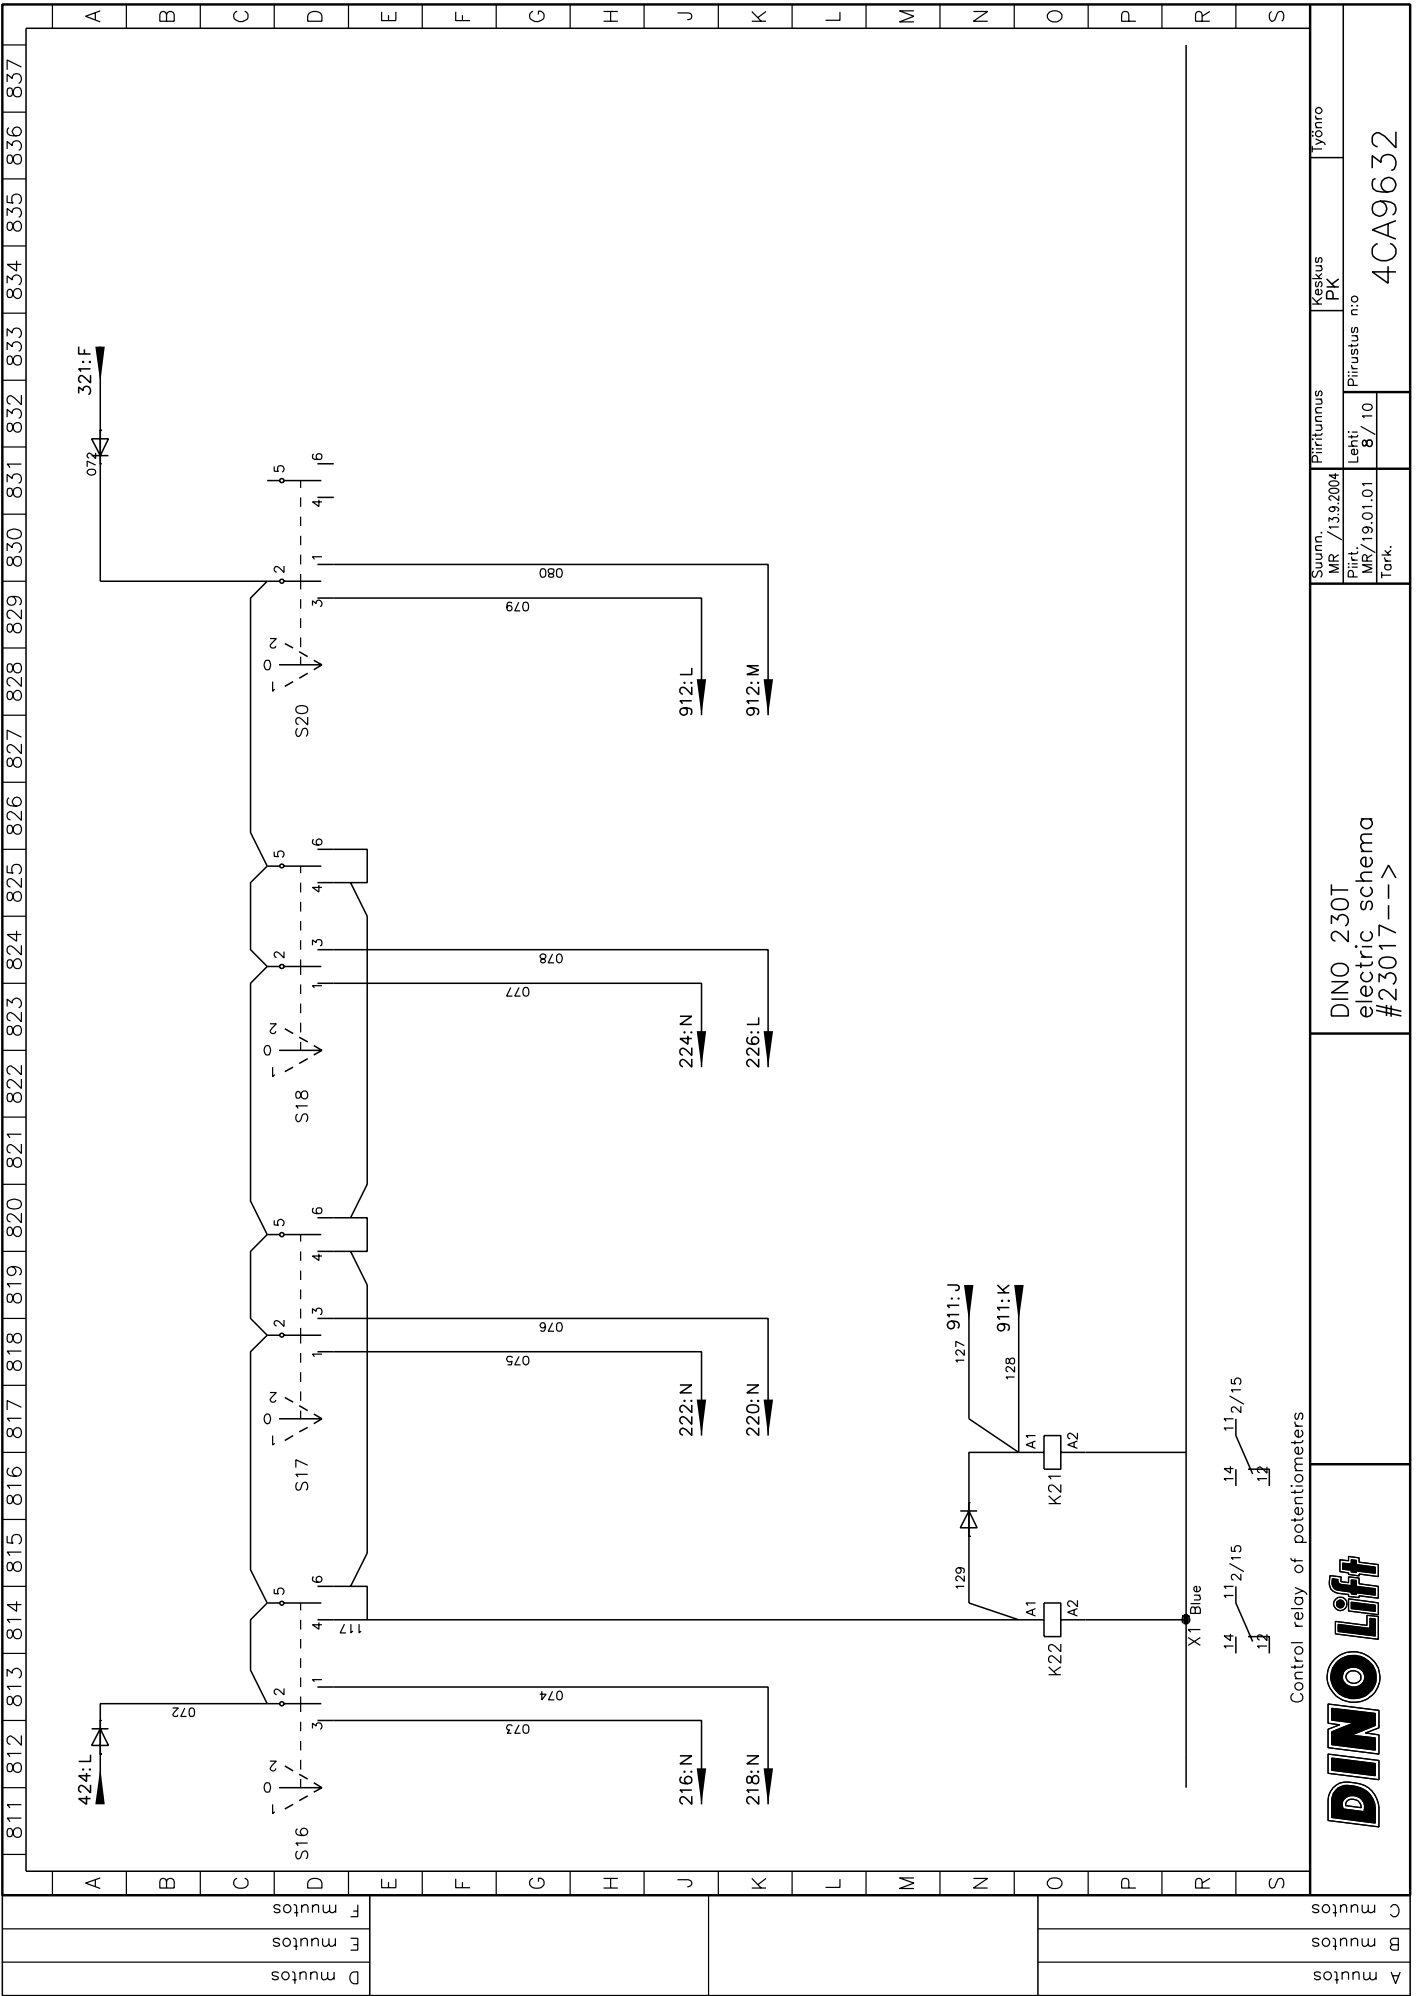 811 812 813 814 815 816 817 818 819 820 821 822 823 824 825 826 827 828 829 830 831 832 833 834 835 836 837
A
B
C
D
E
F
G
H
J
K
L
M
N
O
P
R
S
A
B
C
D
E
F
G
H
J
K
L
M
N
O
P
R
S
424:L
072
321:F
072
S16
1 0 2
3 2 1
4 5 6
073
074
117
216:N
218:N
S17
1 0 2
1 2 3
4 5 6
075
076
222:N
220:N
S18
1 0 2
1 2 3
4 5 6
077
078
224:N
226:L
S20
1 0 2
3 2 1
4 5 6
079
080
912:L
912:M
127
911:J
128
911:K
129
K22
A1
A2
K21
A1
A2
X1
Blue
14
11
2/15
12
14
11
2/15
12
Control relay of potentiometers
DINO Lift
DINO 230T
electric schema
#23017-->
Suunn.
MR /13.9.2004
Piirt.
MR/19.01.01
Tark.
Piiritunnus
Lehti
8/10
Keskus
PK
Työnro
Piirustus n:o
4CA9632
A muutos
B muutos
C muutos
D muutos
E muutos
F muutos